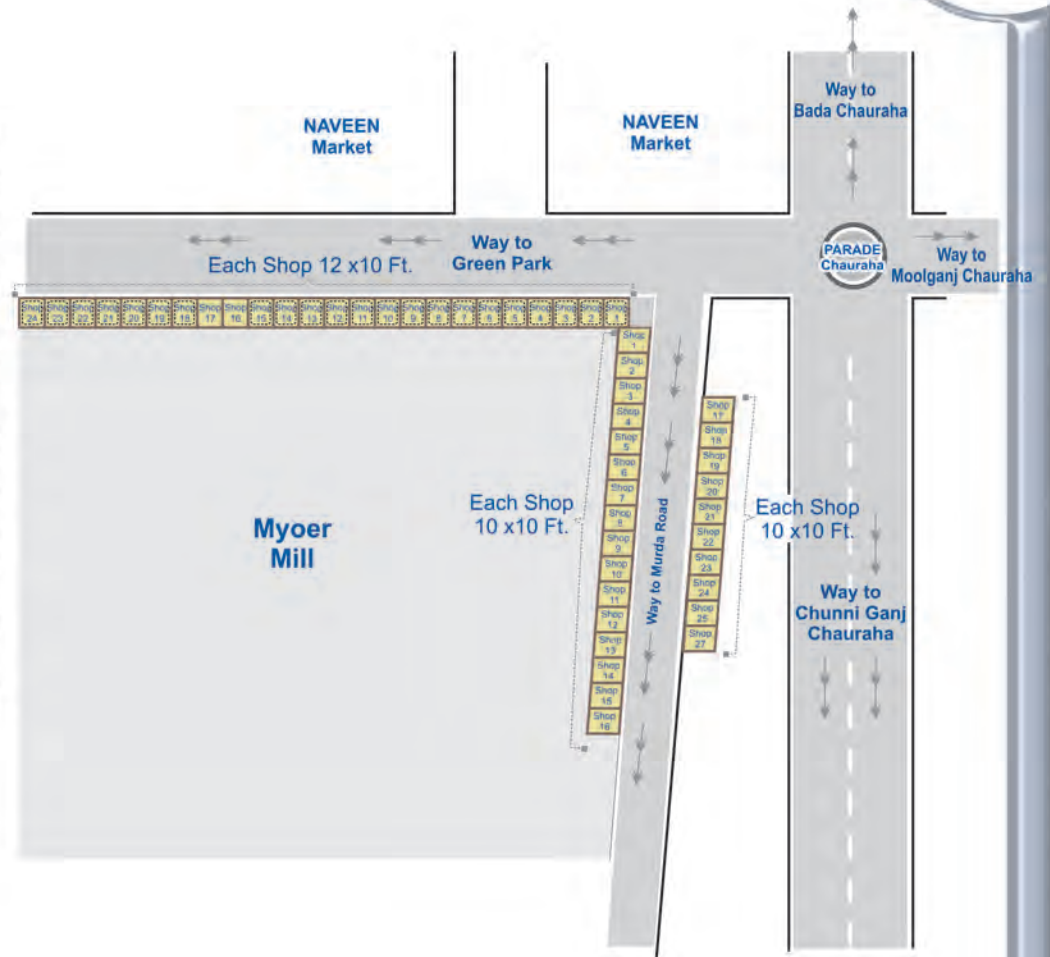 Way to
Bada Chauraha
NAVEEN
Market
NAVEEN
Market
PARADE
Chauraha
Way to
Moolganj Chauraha
Way to
Green Park
Each Shop 12 x10 Ft.
Shop 24
Shop 23
Shop 22
Shop 21
Shop 20
Shop 19
Shop 18
Shop 17
Shop 16
Shop 15
Shop 14
Shop 13
Shop 12
Shop 11
Shop 10
Shop 9
Shop 8
Shop 7
Shop 6
Shop 5
Shop 4
Shop 3
Shop 2
Shop 1
Shop
1
Shop
2
Shop
3
Shop
4
Shop
5
Shop
6
Shop
7
Shop
8
Shop
9
Shop
10
Shop
11
Shop
12
Shop
13
Shop
14
Shop
15
Shop
16
Each Shop
10 x10 Ft.
Myoer
Mill
Way to Murda Road
Shop
17
Shop
18
Shop
19
Shop
20
Shop
21
Shop
22
Shop
23
Shop
24
Shop
25
Shop
27
Each Shop
10 x10 Ft.
Way to
Chunni Ganj
Chauraha